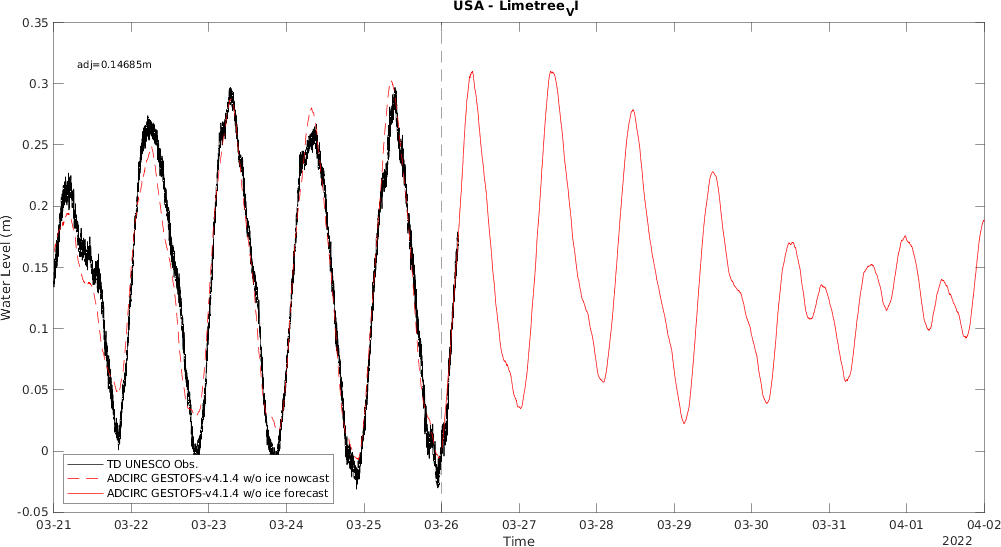 USA - Limetree_VI
0.35
adj=0.14685m
0.3
0.25
0.2
0.15
0.1
0.05
0
-0.05
Water Level (m)
TD UNESCO Obs.
ADCIRC GESTOFS-v4.1.4 w/o ice nowcast
ADCIRC GESTOFS-v4.1.4 w/o ice forecast
03-21 03-22 03-23 03-24 03-25 03-26 03-27 03-28 03-29 03-30 03-31 04-01 04-02
Time
2022